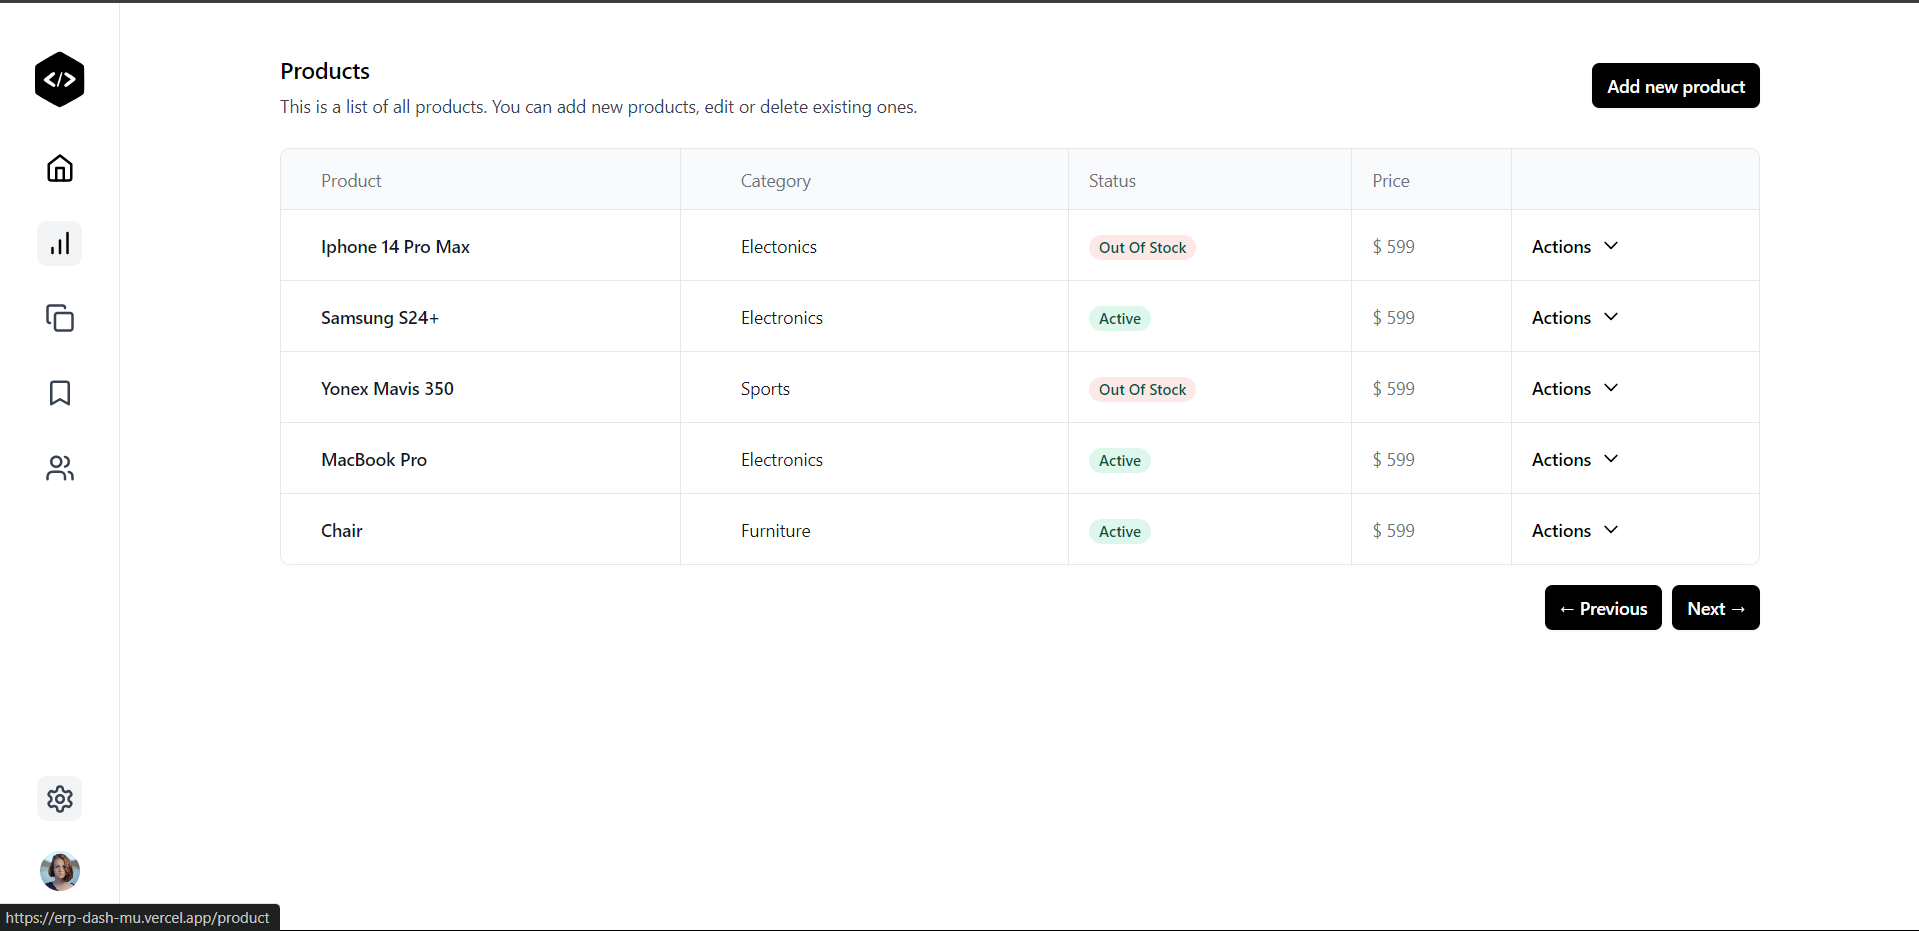 </>
Products
This is a list of all products. You can add new products, edit or delete existing ones.
Add new product
Product Category Status Price
Iphone 14 Pro Max Electonics Out Of Stock $ 599 Actions
Samsung S24+ Electronics Active $ 599 Actions
Yonex Mavis 350 Sports Out Of Stock $ 599 Actions
MacBook Pro Electronics Active $ 599 Actions
Chair Furniture Active $ 599 Actions
← Previous Next →
https://erp-dash-mu.vercel.app/product